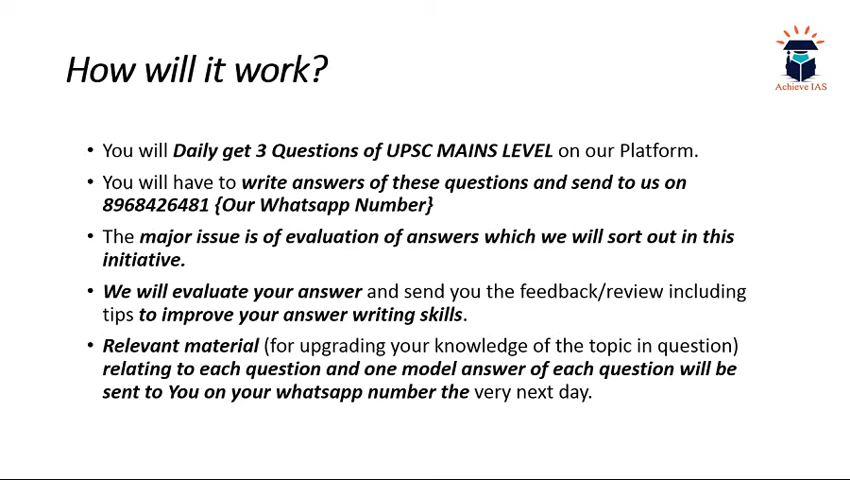 How will it work?
Achieve IAS
• You will Daily get 3 Questions of UPSC MAINS LEVEL on our Platform.
• You will have to write answers of these questions and send to us on
8968426481 {Our Whatsapp Number}
• The major issue is of evaluation of answers which we will sort out in this
initiative.
• We will evaluate your answer and send you the feedback/review including
tips to improve your answer writing skills.
• Relevant material (for upgrading your knowledge of the topic in question)
relating to each question and one model answer of each question will be
sent to You on your whatsapp number the very next day.